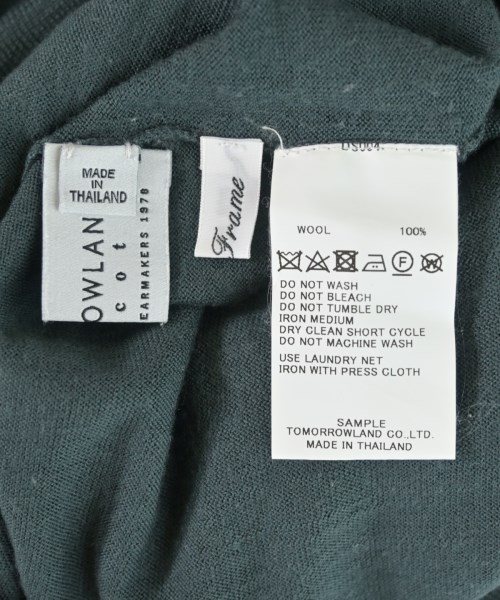 MADE
IN
THAILAND
OWLAN
cot
EARMAKERS 1978
Frame
WOOL 100%
DO NOT WASH
DO NOT BLEACH
DO NOT TUMBLE DRY
IRON MEDIUM
DRY CLEAN SHORT CYCLE
DO NOT MACHINE WASH
USE LAUNDRY NET
IRON WITH PRESS CLOTH
SAMPLE
TOMORROWLAND CO.,LTD.
MADE IN THAILAND